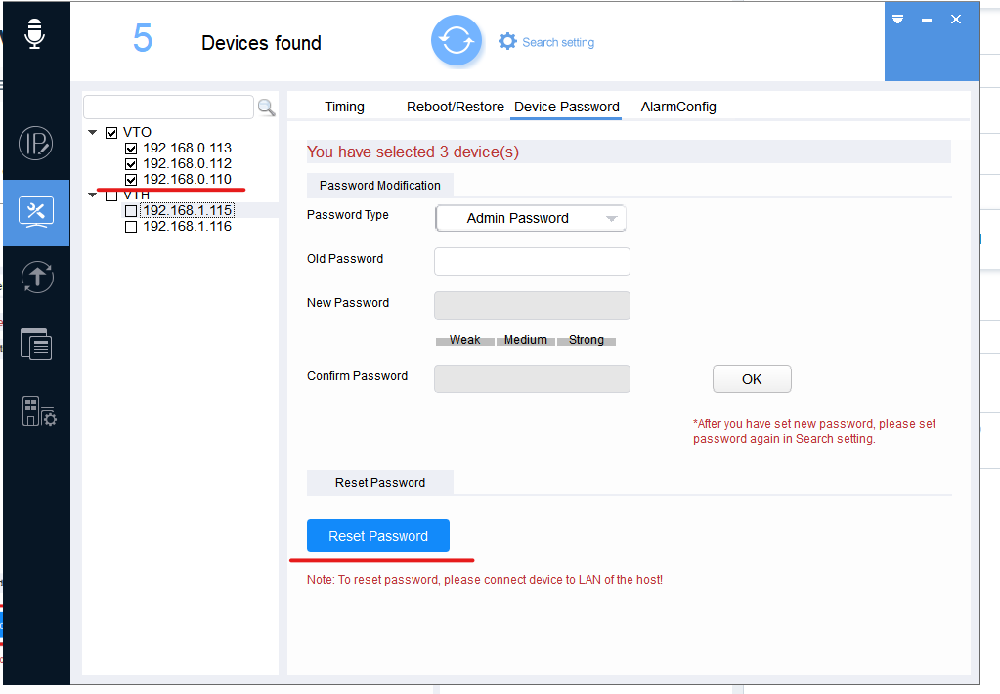 5 Devices found
Search setting
Timing Reboot/Restore Device Password AlarmConfig
VTO
192.168.0.113
192.168.0.112
192.168.0.110
VTH
192.168.1.115
192.168.1.116
You have selected 3 device(s)
Password Modification
Password Type Admin Password
Old Password
New Password
Weak Medium Strong
Confirm Password
OK
*After you have set new password, please set
password again in Search setting.
Reset Password
Reset Password
Note: To reset password, please connect device to LAN of the host!